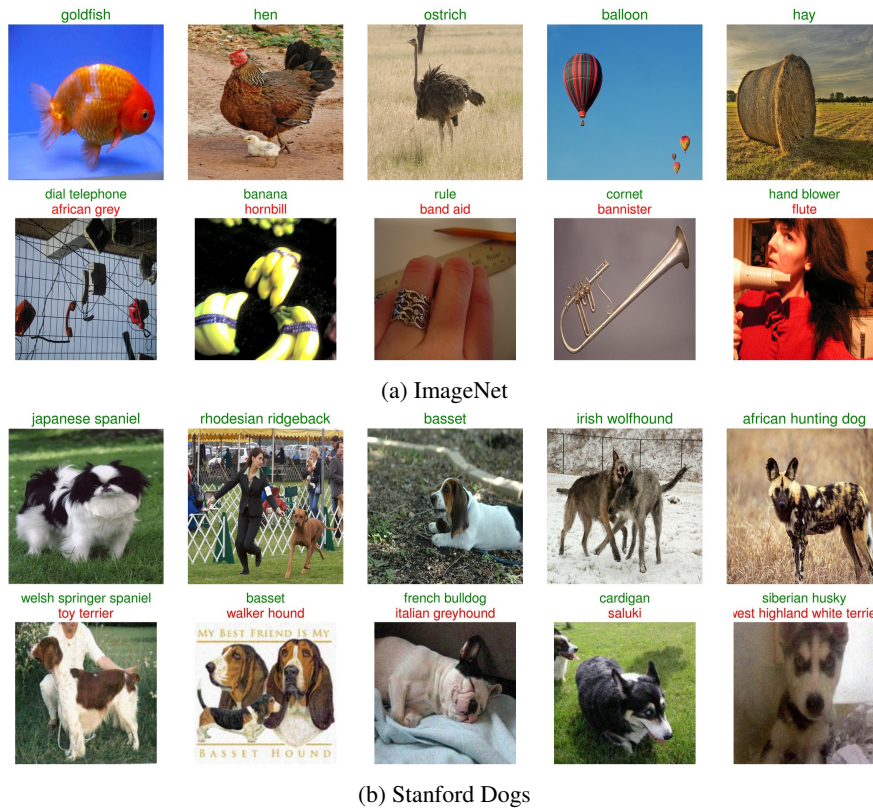 goldfish hen ostrich balloon hay
dial telephone banana rule cornet hand blower
african grey hornbill band aid bannister flute
(a) ImageNet
japanese spaniel rhodesian ridgeback basset irish wolfhound african hunting dog
welsh springer spaniel basset french bulldog cardigan siberian husky
toy terrier walker hound italian greyhound saluki west highland white terrie
MY BEST FRIEND IS MY
BASSET HOUND
(b) Stanford Dogs